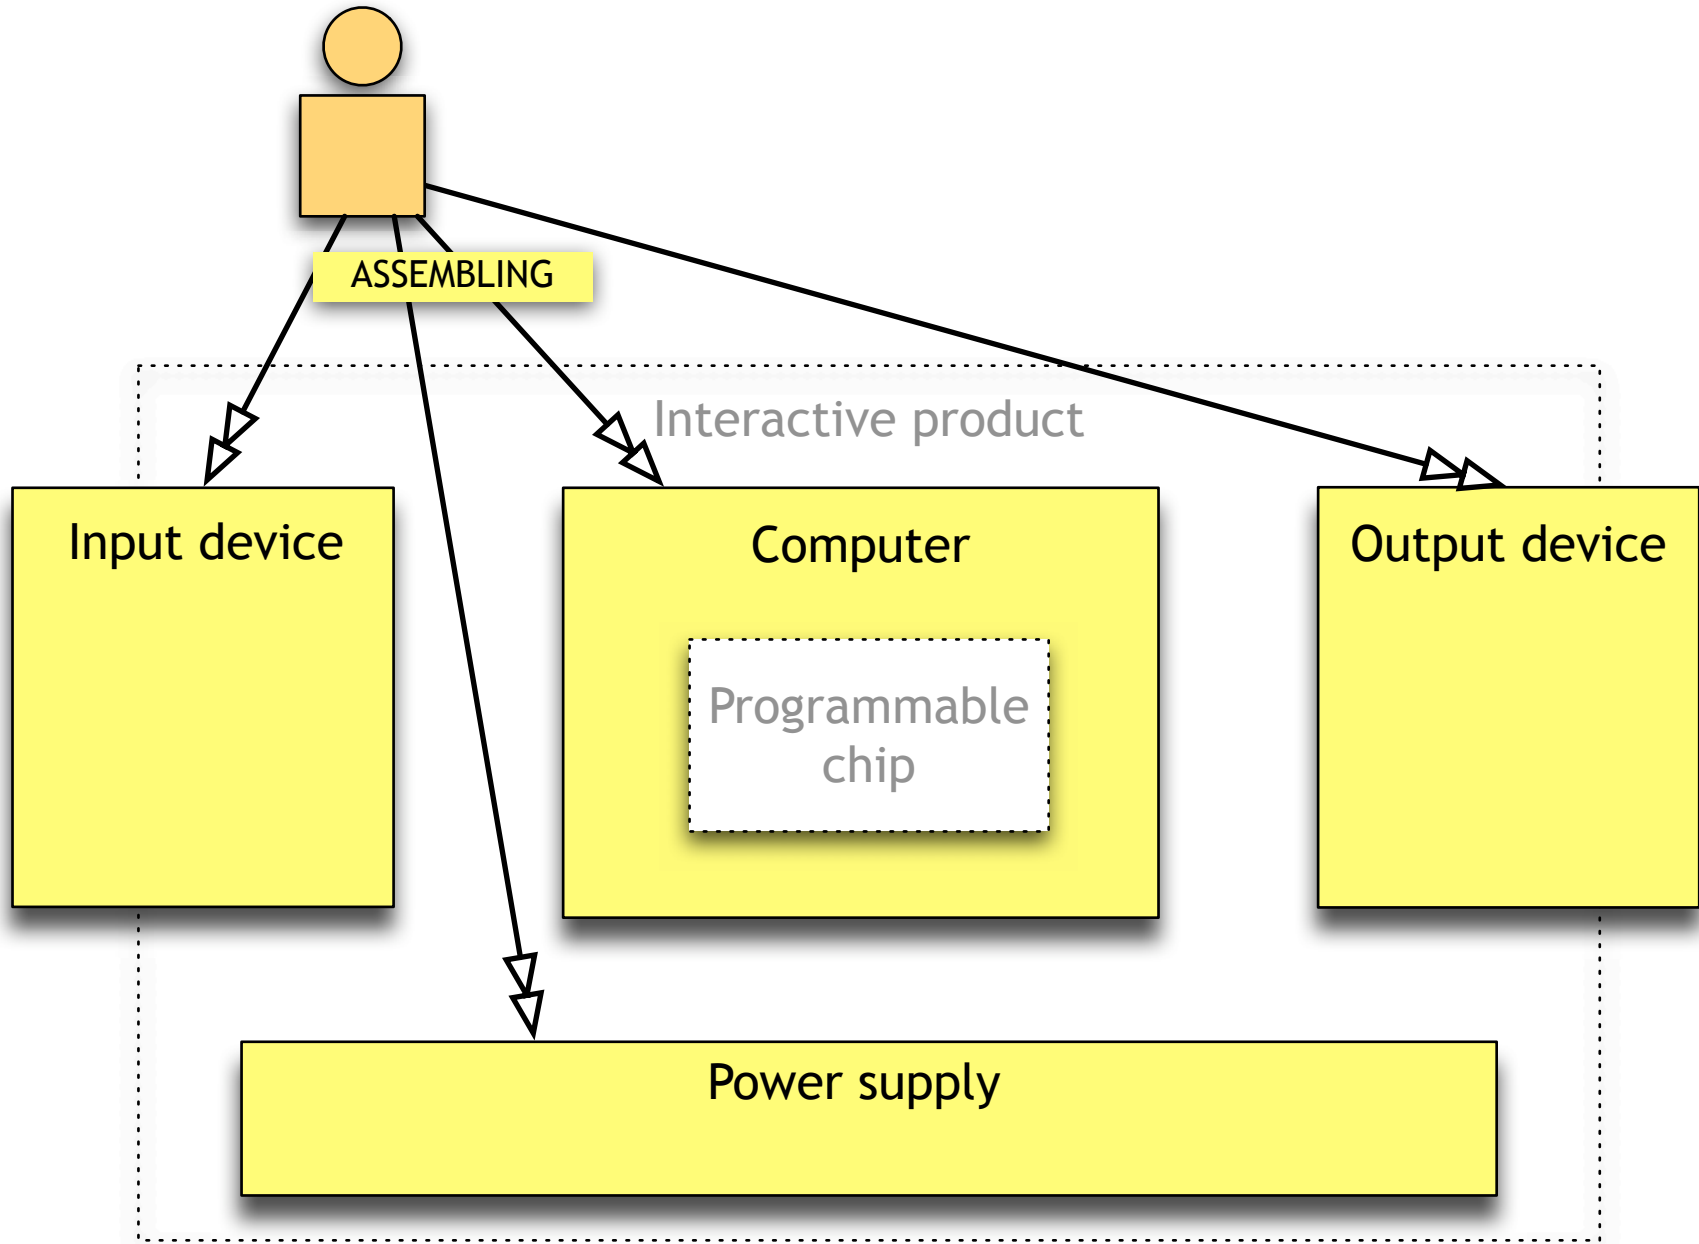 ASSEMBLING
Interactive product
Input device
Computer
Output device
Programmable
chip
Power supply